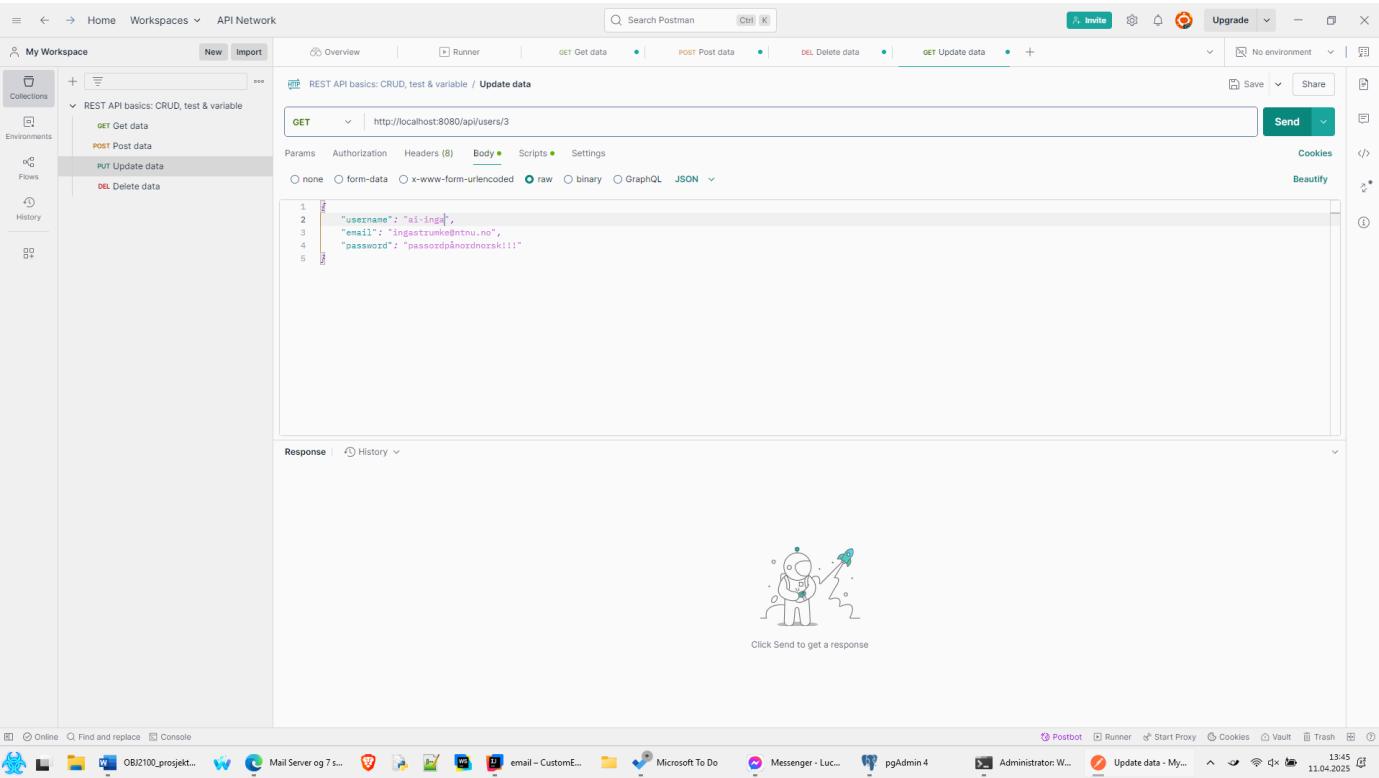 Home Workspaces API Network Search Postman Ctrl K Invite Upgrade
My Workspace New Import Overview Runner GET Get data POST Post data DEL Delete data GET Update data No environment
REST API basics: CRUD, test & variable / Update data Save Share
Collections
REST API basics: CRUD, test & variable
GET Get data
POST Post data
PUT Update data
DEL Delete data
Environments
Flows
History
GET http://localhost:8080/api/users/3 Send
Params Authorization Headers (8) Body Scripts Settings Cookies
none form-data x-www-form-urlencoded raw binary GraphQL JSON Beautify
1 {
2 "username": "ai-inga",
3 "email": "ingastrumke@ntnu.no",
4 "password": "passordpånordnorsk!!!"
5 }
Response History
Click Send to get a response
Online Find and replace Console Postbot Runner Start Proxy Cookies Vault Trash
OBJ2100_prosjekt... Mail Server og 7 s... email – CustomE... Microsoft To Do Messenger - Luc... pgAdmin 4 Administrator: W... Update data - My... 13:45
11.04.2025